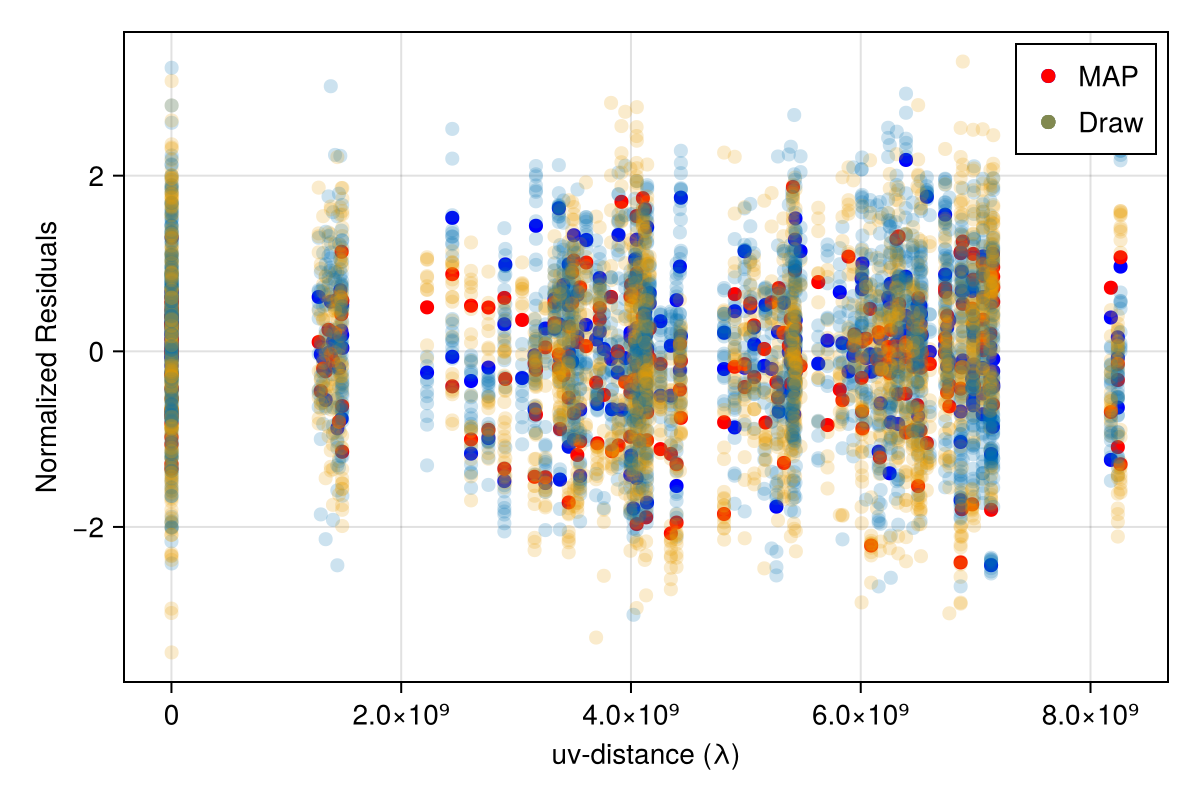 MAP
Draw
2
0
−2
Normalized Residuals
0
2.0×10⁹
4.0×10⁹
6.0×10⁹
8.0×10⁹
uv-distance (λ)